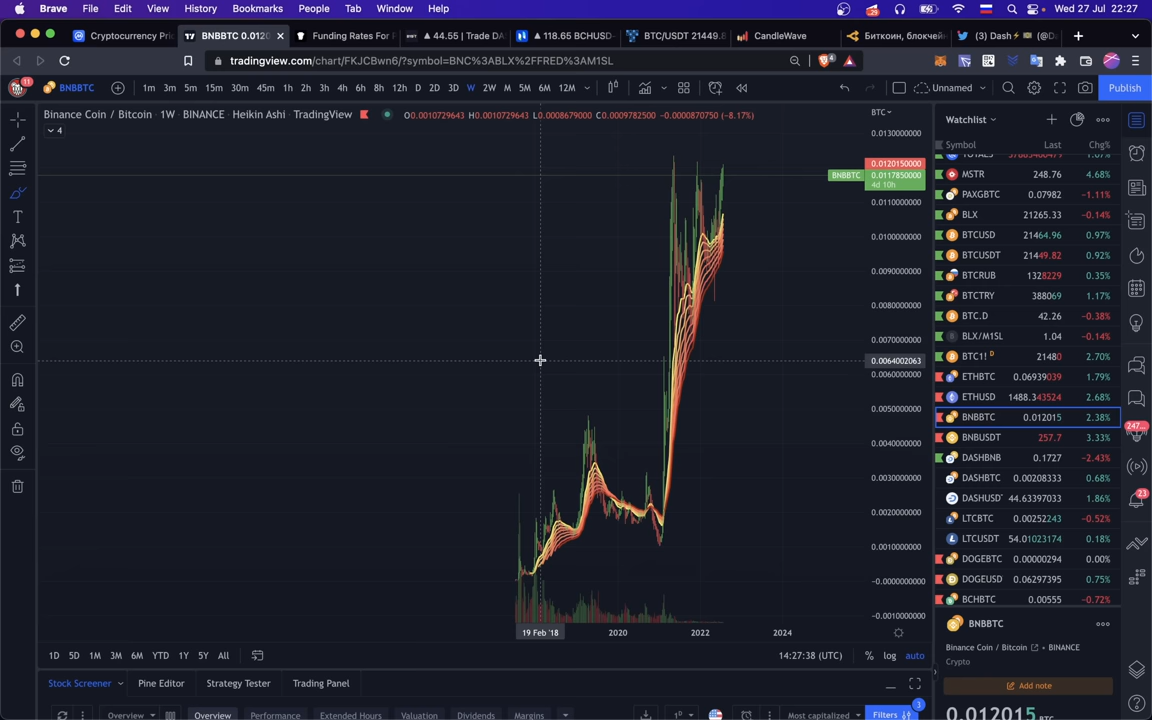 Brave File Edit View History Bookmarks People Tab Window Help Wed 27 Jul 22:27
Cryptocurrency Pri BNBBTC 0.0120 Funding Rates For F 44.55 | Trade DA 118.65 BCHUSD- BTC/USDT 21449.8 CandleWave Биткоин, блокчей (3) Dash
tradingview.com/chart/FKJCBwn6/?symbol=BNC%3ABLX%2FFRED%3AM1SL
11 BNBBTC 1m 3m 5m 15m 30m 45m 1h 2h 3h 4h 6h 8h 12h D 2D 3D W 2W M 5M 6M 12M Unnamed Publish
Binance Coin / Bitcoin · 1W · BINANCE · Heikin Ashi · TradingView O0.0010729643 H0.0010729643 L0.0008679000 C0.0009782500 -0.0000870750 (-8.17%)
4
BTC
0.0130000000
0.0120150000
BNBBTC 0.0117850000
4d 10h
0.0110000000
0.0100000000
0.0090000000
0.0080000000
0.0070000000
0.0064002063
0.0060000000
0.0050000000
0.0040000000
0.0030000000
0.0020000000
0.0010000000
-0.0000000000
-0.0010000000
19 Feb '18 2020 2022 2024
1D 5D 1M 3M 6M YTD 1Y 5Y All 14:27:38 (UTC) % log auto
Stock Screener Pine Editor Strategy Tester Trading Panel
Overview Overview Performance Extended Hours Valuation Dividends Margins 1D Most capitalized Filters 3
Watchlist
Symbol Last Chg%
MSTR 248.76 4.68%
PAXGBTC 0.07982 -1.11%
BLX 21265.33 -0.14%
BTCUSD 21464.96 0.97%
BTCUSDT 21449.82 0.92%
BTCRUB 1328229 0.35%
BTCTRY 388069 1.17%
BTC.D 42.26 -0.38%
BLX/M1SL 1.04 -0.14%
BTC1! D 21480 2.70%
ETHBTC 0.06939039 1.79%
ETHUSD 1488.343524 2.68%
BNBBTC 0.012015 2.38%
BNBUSDT 257.7 3.33%
DASHBNB 0.1727 -2.43%
DASHBTC 0.00208333 0.68%
DASHUSD 44.63397033 1.86%
LTCBTC 0.00252243 -0.52%
LTCUSDT 54.01023174 0.18%
DOGEBTC 0.00000294 0.00%
DOGEUSD 0.06297395 0.75%
BCHBTC 0.00555 -0.72%
BNBBTC
Binance Coin / Bitcoin • BINANCE
Crypto
Add note
0.012015 BTC
247...
23